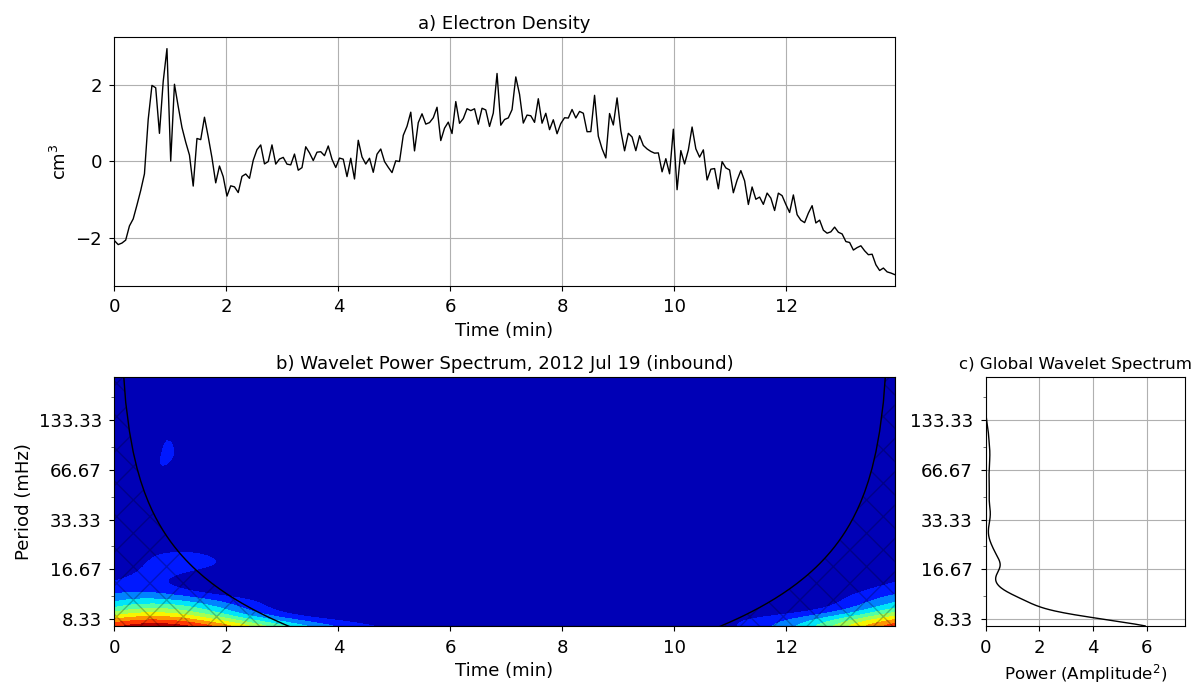 a) Electron Density
2
0
−2
cm³
0 2 4 6 8 10 12
Time (min)
b) Wavelet Power Spectrum, 2012 Jul 19 (inbound)
133.33
66.67
33.33
16.67
8.33
Period (mHz)
0 2 4 6 8 10 12
Time (min)
c) Global Wavelet Spectrum
133.33
66.67
33.33
16.67
8.33
0 2 4 6
Power (Amplitude²)